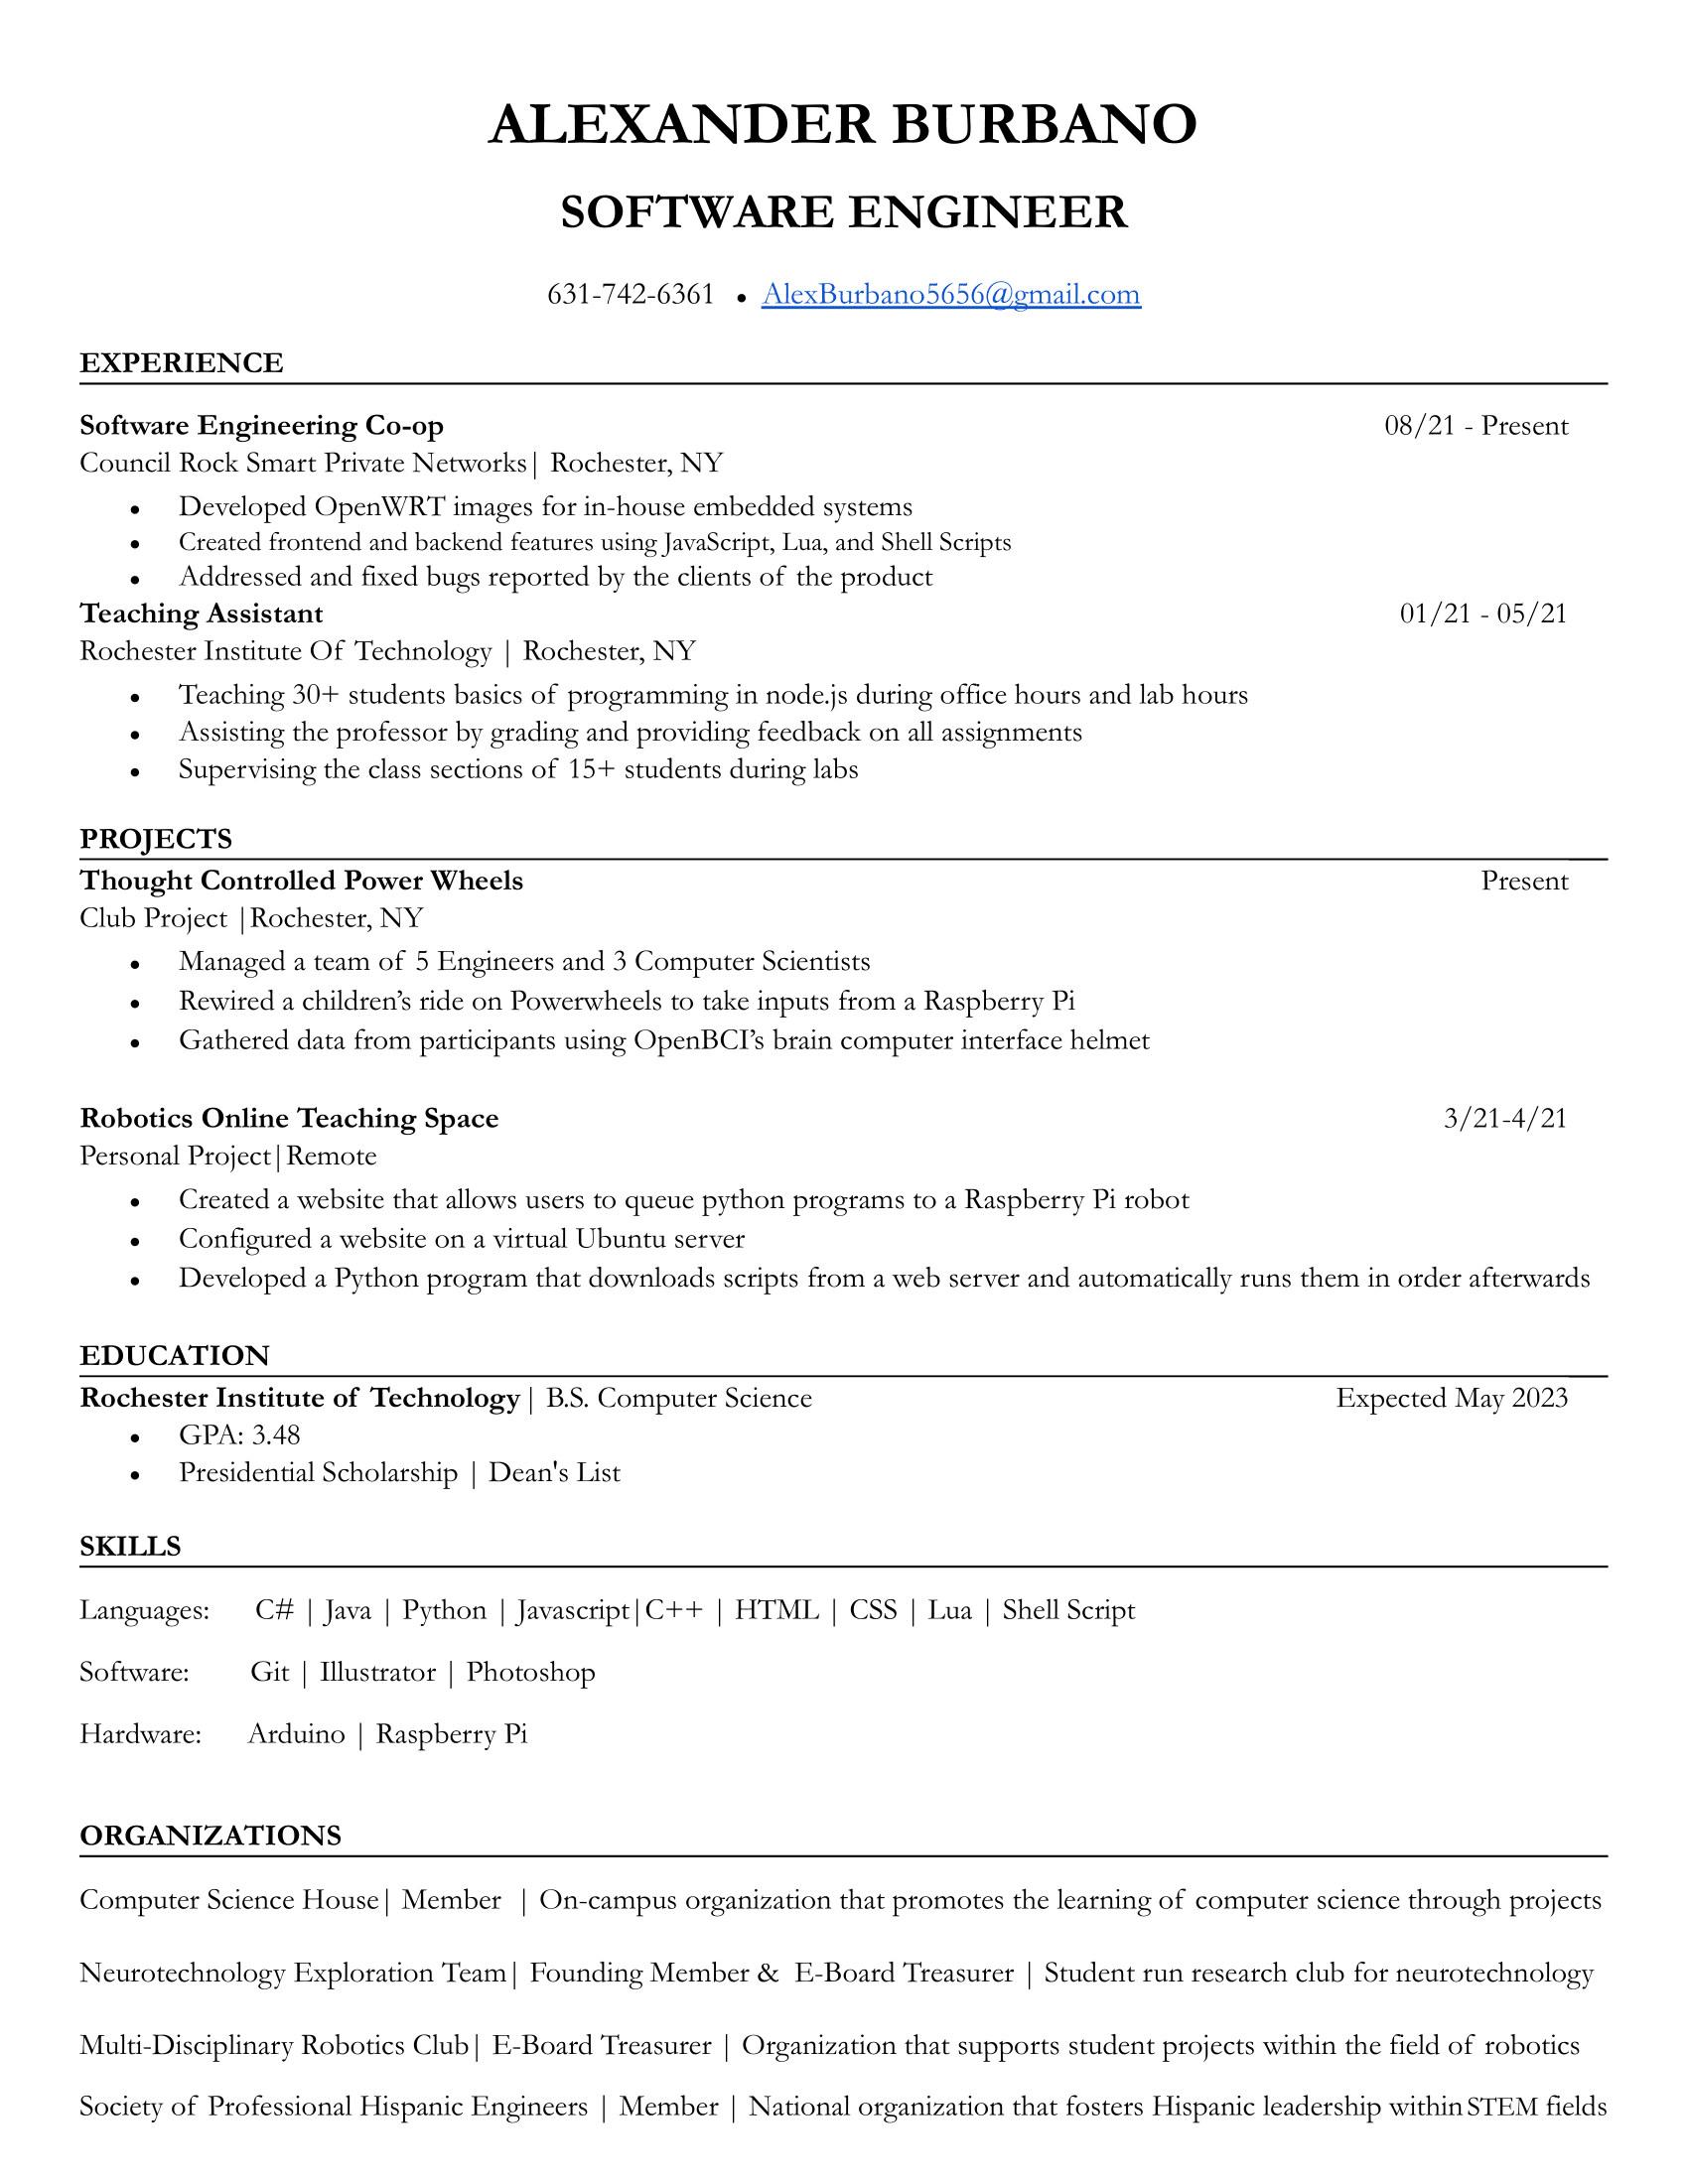 ALEXANDER BURBANO
SOFTWARE ENGINEER
631-742-6361 • AlexBurbano5656@gmail.com
EXPERIENCE
Software Engineering Co-op 08/21 - Present
Council Rock Smart Private Networks| Rochester, NY
• Developed OpenWRT images for in-house embedded systems
• Created frontend and backend features using JavaScript, Lua, and Shell Scripts
• Addressed and fixed bugs reported by the clients of the product
Teaching Assistant 01/21 - 05/21
Rochester Institute Of Technology | Rochester, NY
• Teaching 30+ students basics of programming in node.js during office hours and lab hours
• Assisting the professor by grading and providing feedback on all assignments
• Supervising the class sections of 15+ students during labs
PROJECTS
Thought Controlled Power Wheels Present
Club Project |Rochester, NY
• Managed a team of 5 Engineers and 3 Computer Scientists
• Rewired a children’s ride on Powerwheels to take inputs from a Raspberry Pi
• Gathered data from participants using OpenBCI’s brain computer interface helmet
Robotics Online Teaching Space 3/21-4/21
Personal Project|Remote
• Created a website that allows users to queue python programs to a Raspberry Pi robot
• Configured a website on a virtual Ubuntu server
• Developed a Python program that downloads scripts from a web server and automatically runs them in order afterwards
EDUCATION
Rochester Institute of Technology| B.S. Computer Science Expected May 2023
• GPA: 3.48
• Presidential Scholarship | Dean's List
SKILLS
Languages: C# | Java | Python | Javascript|C++ | HTML | CSS | Lua | Shell Script
Software: Git | Illustrator | Photoshop
Hardware: Arduino | Raspberry Pi
ORGANIZATIONS
Computer Science House| Member | On-campus organization that promotes the learning of computer science through projects
Neurotechnology Exploration Team| Founding Member & E-Board Treasurer | Student run research club for neurotechnology
Multi-Disciplinary Robotics Club| E-Board Treasurer | Organization that supports student projects within the field of robotics
Society of Professional Hispanic Engineers | Member | National organization that fosters Hispanic leadership within STEM fields